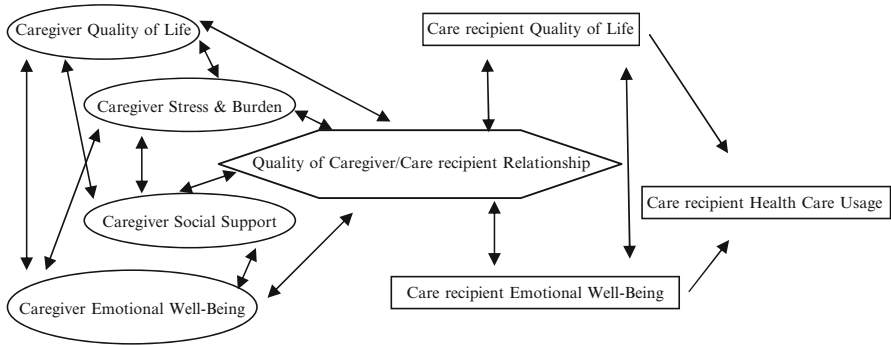 Caregiver Quality of Life
Care recipient Quality of Life
Caregiver Stress & Burden
Quality of Caregiver/Care recipient Relationship
Care recipient Health Care Usage
Caregiver Social Support
Care recipient Emotional Well-Being
Caregiver Emotional Well-Being